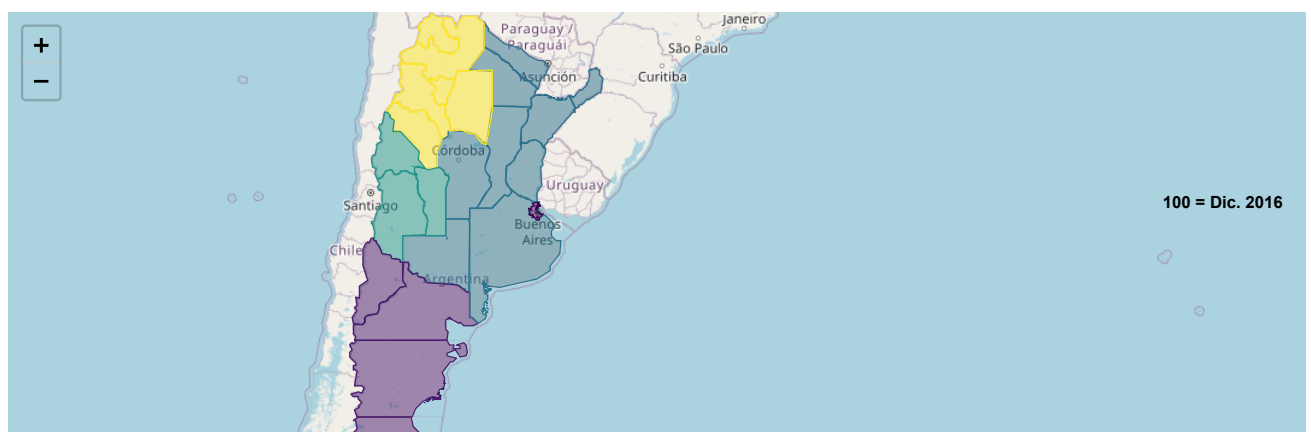 +
−
Janeiro
Paraguay /
Paraguái
São Paulo
Asunción
Curitiba
Córdoba
Uruguay
Santiago
100 = Dic. 2016
Buenos
Aires
Chile
Argentina